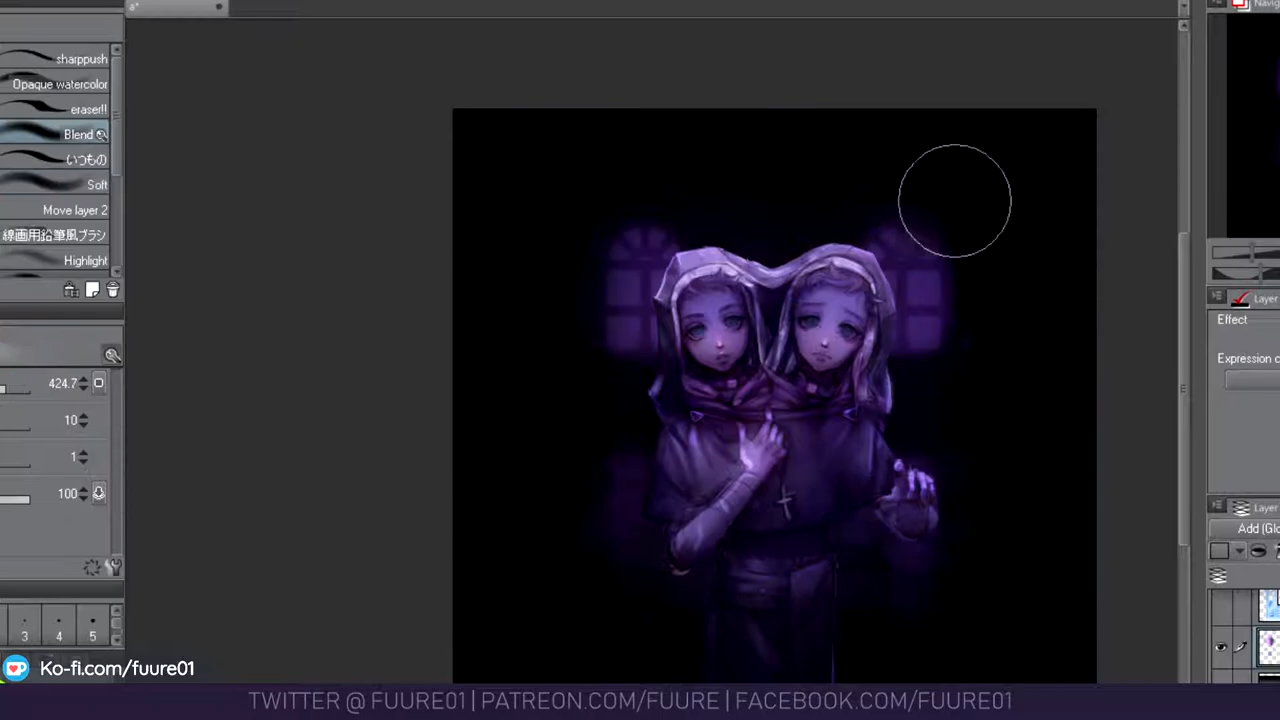 a*
Navig
sharppush
Opaque watercolor
eraser!!
Blend
いつもの
Soft
Move layer 2
線画用鉛筆風ブラシ
Highlight
Layer
Effect
424.7
Expression c
10
1
100
Layer
Add (Glo
3 4 5
Ko-fi.com/fuure01
TWITTER @ FUURE01 | PATREON.COM/FUURE | FACEBOOK.COM/FUURE01